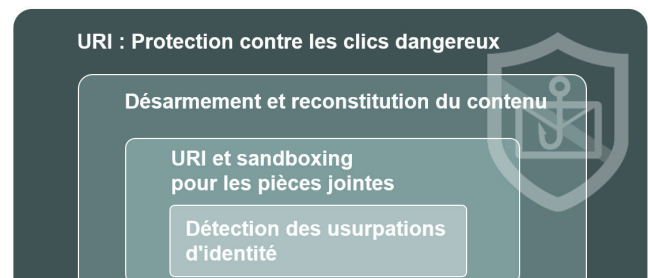 URI : Protection contre les clics dangereux
Désarmement et reconstitution du contenu
URI et sandboxing
pour les pièces jointes
Détection des usurpations
d'identité